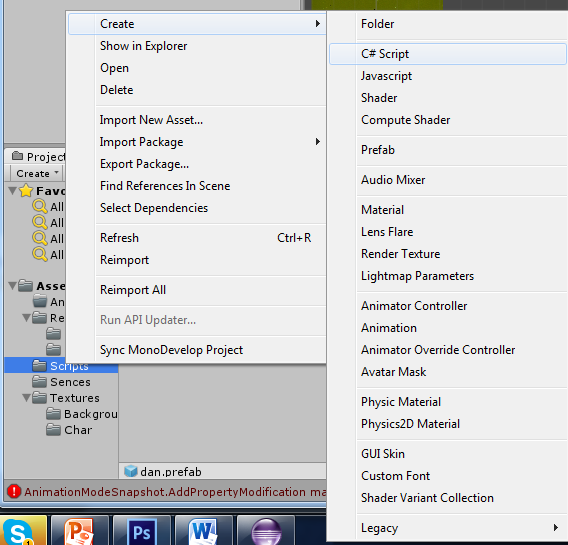 Create
Show in Explorer
Open
Delete
Import New Asset...
Import Package
Export Package...
Find References In Scene
Select Dependencies
Refresh Ctrl+R
Reimport
Reimport All
Run API Updater...
Sync MonoDevelop Project
Folder
C# Script
Javascript
Shader
Compute Shader
Prefab
Audio Mixer
Material
Lens Flare
Render Texture
Lightmap Parameters
Animator Controller
Animation
Animator Override Controller
Avatar Mask
Physic Material
Physics2D Material
GUI Skin
Custom Font
Shader Variant Collection
Legacy
Project
Create
Favo
All
All
All
All
Asse
An
Re
Scripts
Sences
Textures
Backgrou
Char
dan.prefab
AnimationModeSnapshot.AddPropertyModification ma
S
1
P
Ps
W